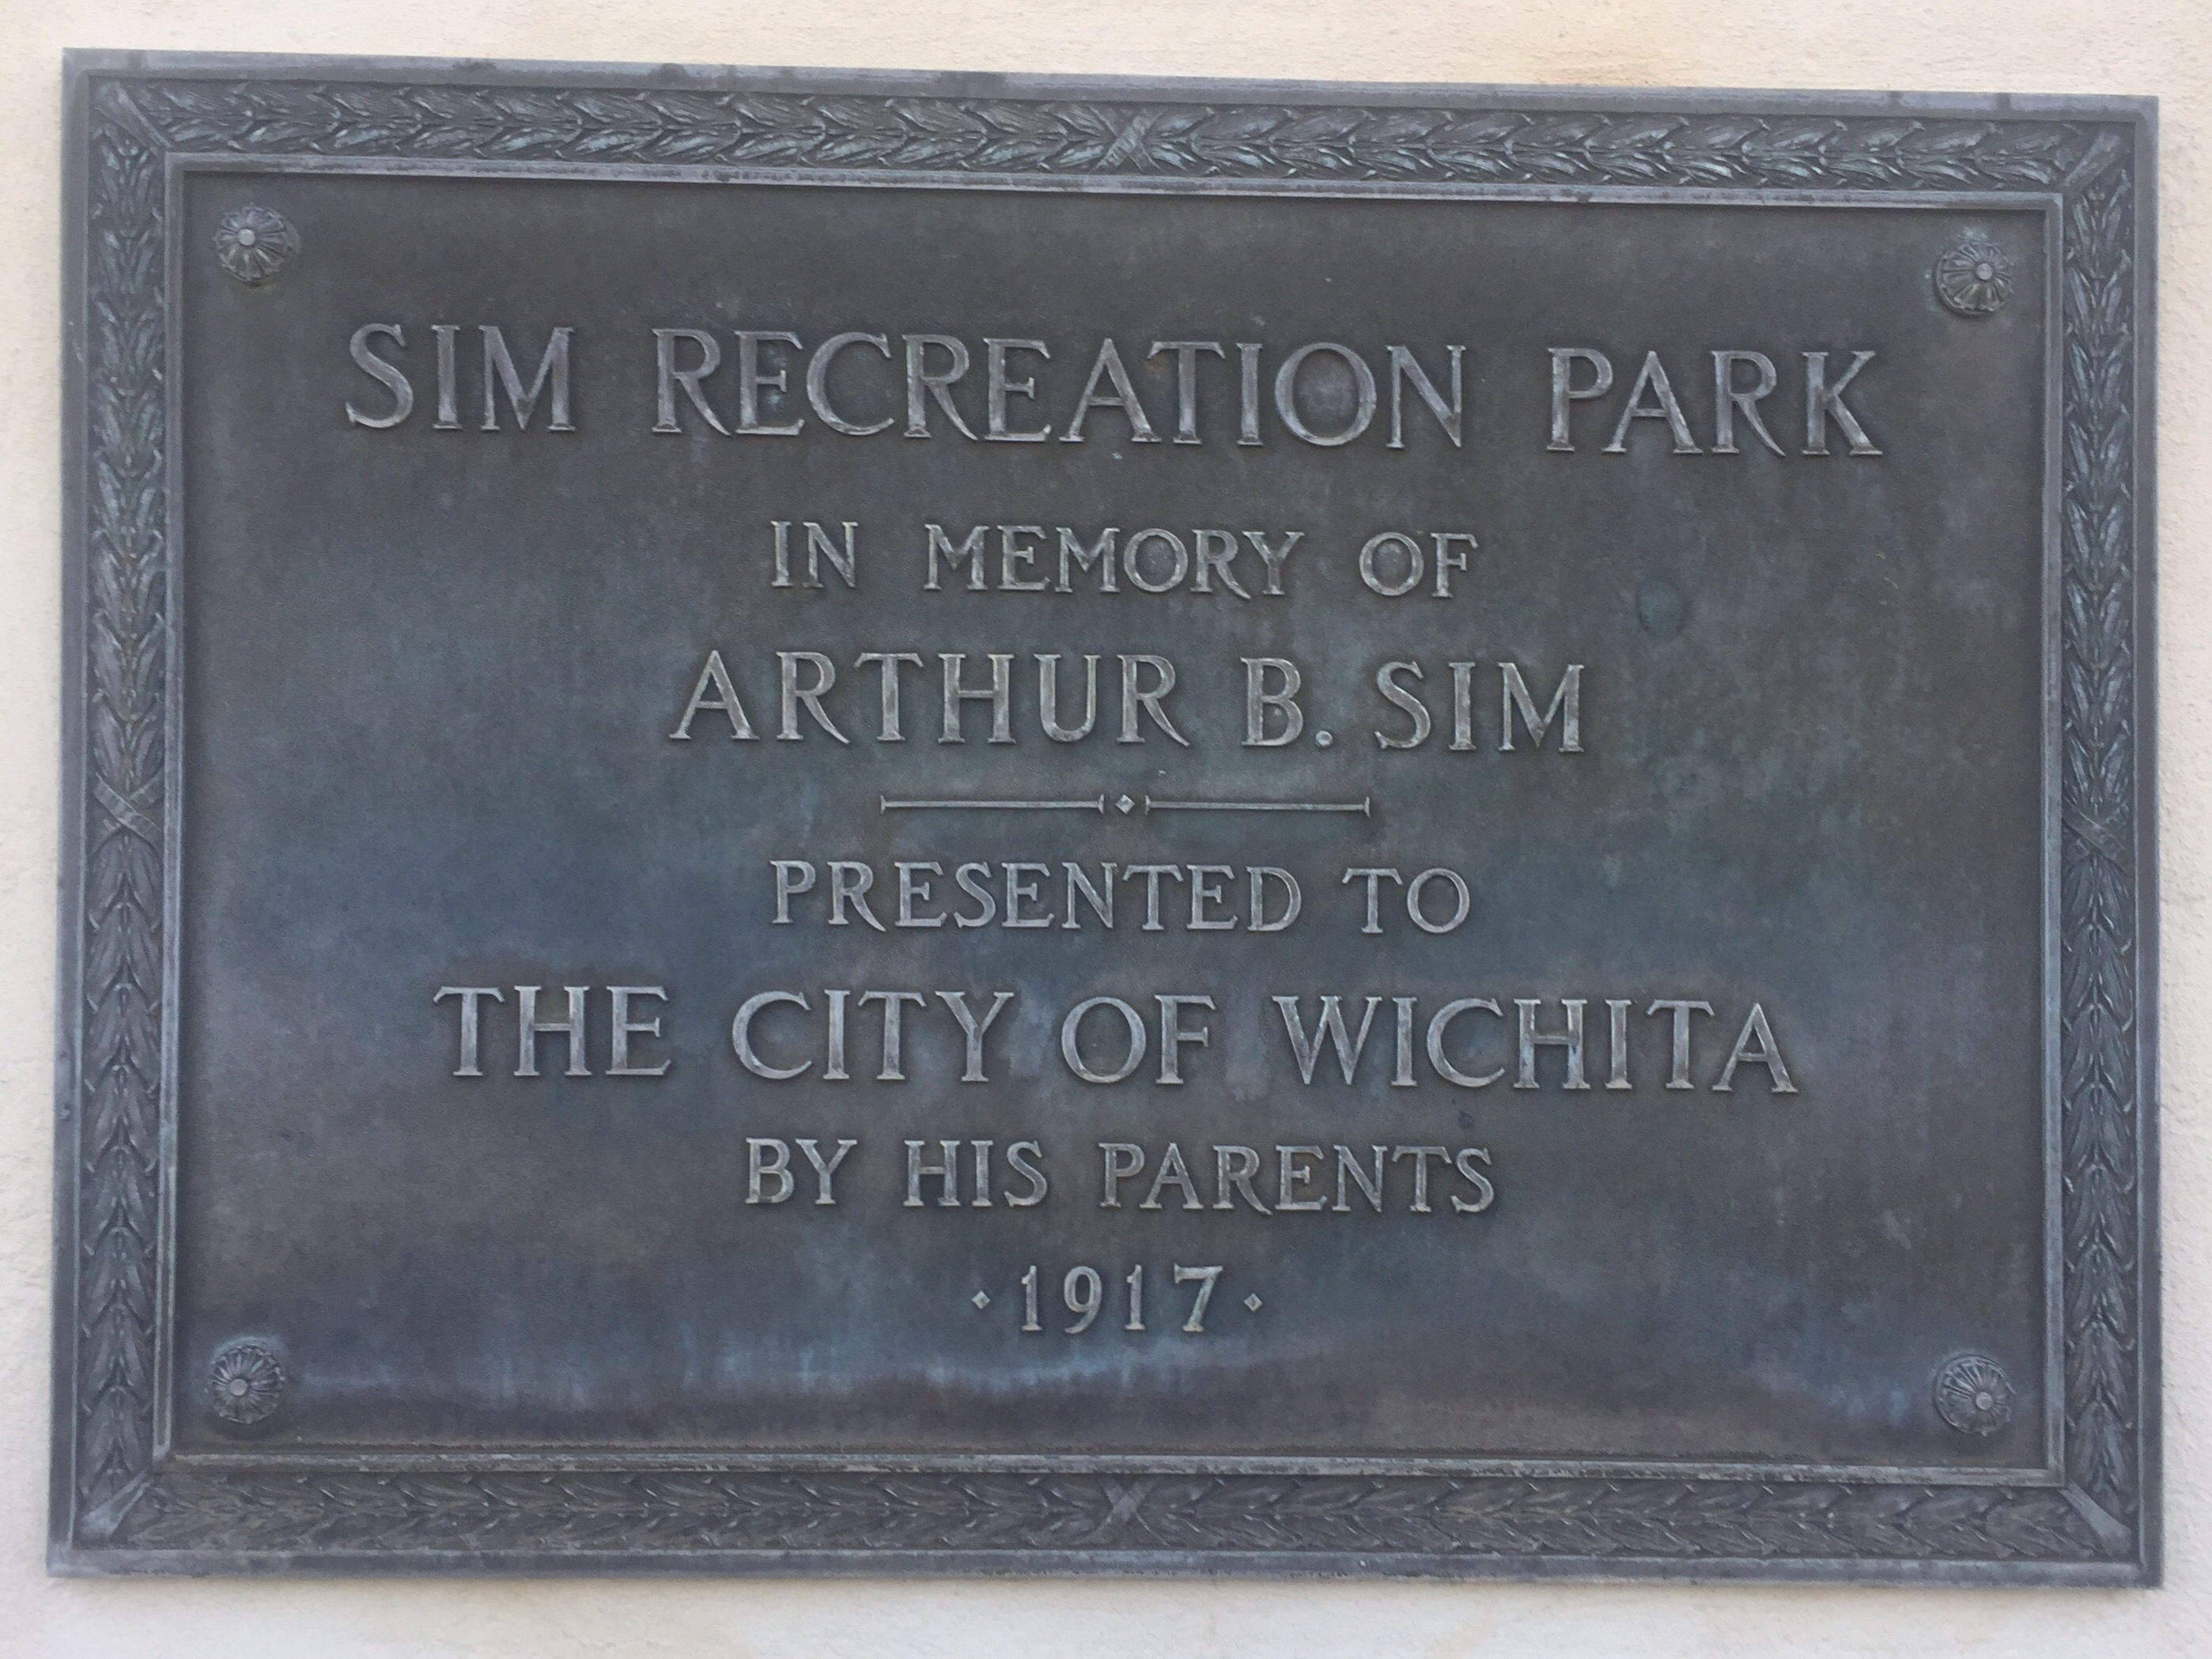 SIM RECREATION PARK
IN MEMORY OF
ARTHUR B. SIM
PRESENTED TO
THE CITY OF WICHITA
BY HIS PARENTS
·1917·